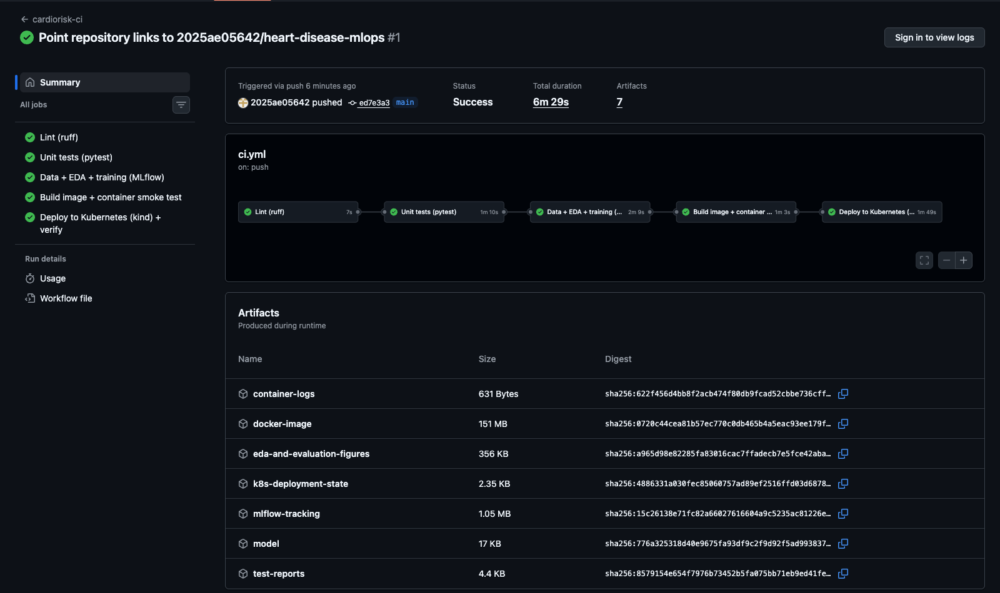 cardiorisk-ci
Point repository links to 2025ae05642/heart-disease-mlops #1
Sign in to view logs
Summary
All jobs
Lint (ruff)
Unit tests (pytest)
Data + EDA + training (MLflow)
Build image + container smoke test
Deploy to Kubernetes (kind) +
verify
Run details
Usage
Workflow file
Triggered via push 6 minutes ago
2025ae05642 pushed ed7e3a3 main
Status
Success
Total duration
6m 29s
Artifacts
7
ci.yml
on: push
Lint (ruff) 7s
Unit tests (pytest) 1m 10s
Data + EDA + training (... 2m 9s
Build image + container ... 1m 3s
Deploy to Kubernetes (... 1m 49s
Artifacts
Produced during runtime
Name Size Digest
container-logs 631 Bytes sha256:622f456d4bb8f2acb474f80db9fcad52cbbe736cff…
docker-image 151 MB sha256:0720c44cea81b57ec770c0db465b4a5eac93ee179f…
eda-and-evaluation-figures 356 KB sha256:a965d98e82285fa83016cac7ffadecb7e5fce42aba…
k8s-deployment-state 2.35 KB sha256:4886331a030fec85060757ad89ef2516ffd03d6878…
mlflow-tracking 1.05 MB sha256:15c26138e71fc82a66027616604a9c5235ac81226e…
model 17 KB sha256:776a325318d40e9675fa93df9c2f9d92f5ad993837…
test-reports 4.4 KB sha256:8579154e654f7976b73452b5fa075bb71eb9ed41fe…